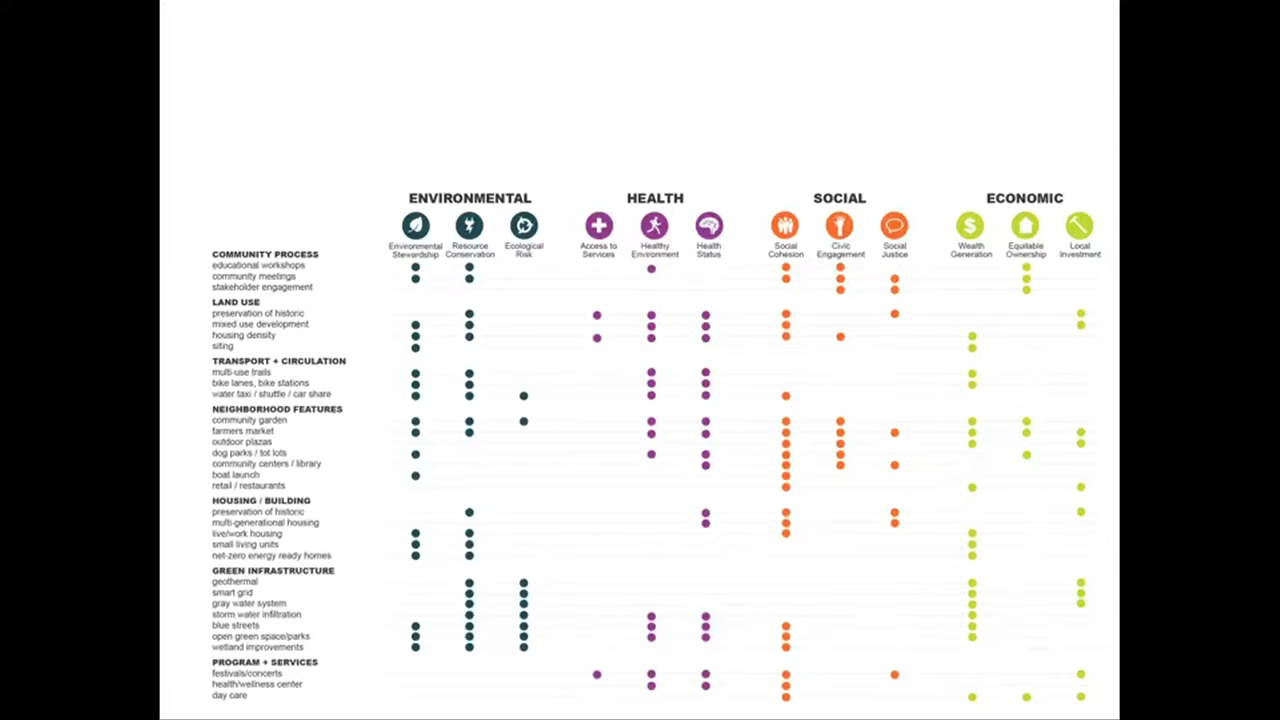 ENVIRONMENTAL HEALTH SOCIAL ECONOMIC
Environmental Stewardship
Resource Conservation
Ecological Risk
Access to Services
Healthy Environment
Health Status
Social Cohesion
Civic Engagement
Social Justice
Wealth Generation
Equitable Ownership
Local Investment
COMMUNITY PROCESS
educational workshops
community meetings
stakeholder engagement
LAND USE
preservation of historic
mixed use development
housing density
siting
TRANSPORT + CIRCULATION
multi-use trails
bike lanes, bike stations
water taxi / shuttle / car share
NEIGHBORHOOD FEATURES
community garden
farmers market
outdoor plazas
dog parks / tot lots
community centers / library
boat launch
retail / restaurants
HOUSING / BUILDING
preservation of historic
multi-generational housing
live/work housing
small living units
net-zero energy ready homes
GREEN INFRASTRUCTURE
geothermal
smart grid
gray water system
storm water infiltration
blue streets
open green space/parks
wetland improvements
PROGRAM + SERVICES
festivals/concerts
health/wellness center
day care